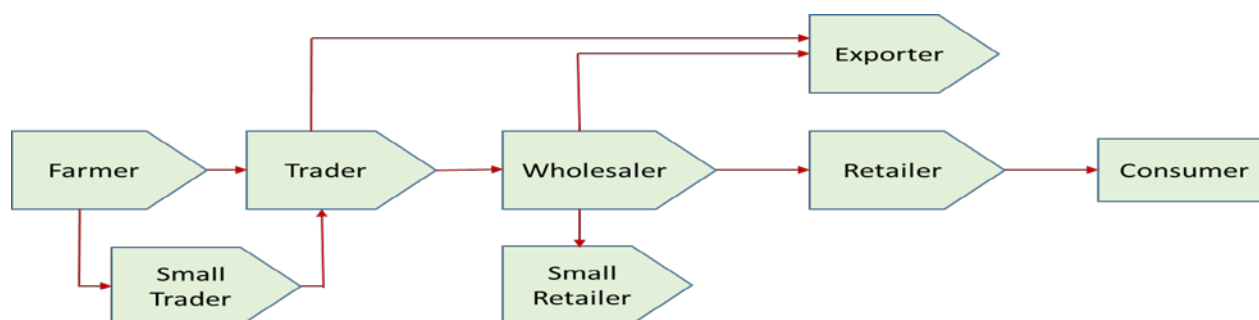 Exporter
Farmer
Trader
Wholesaler
Retailer
Consumer
Small
Trader
Small
Retailer